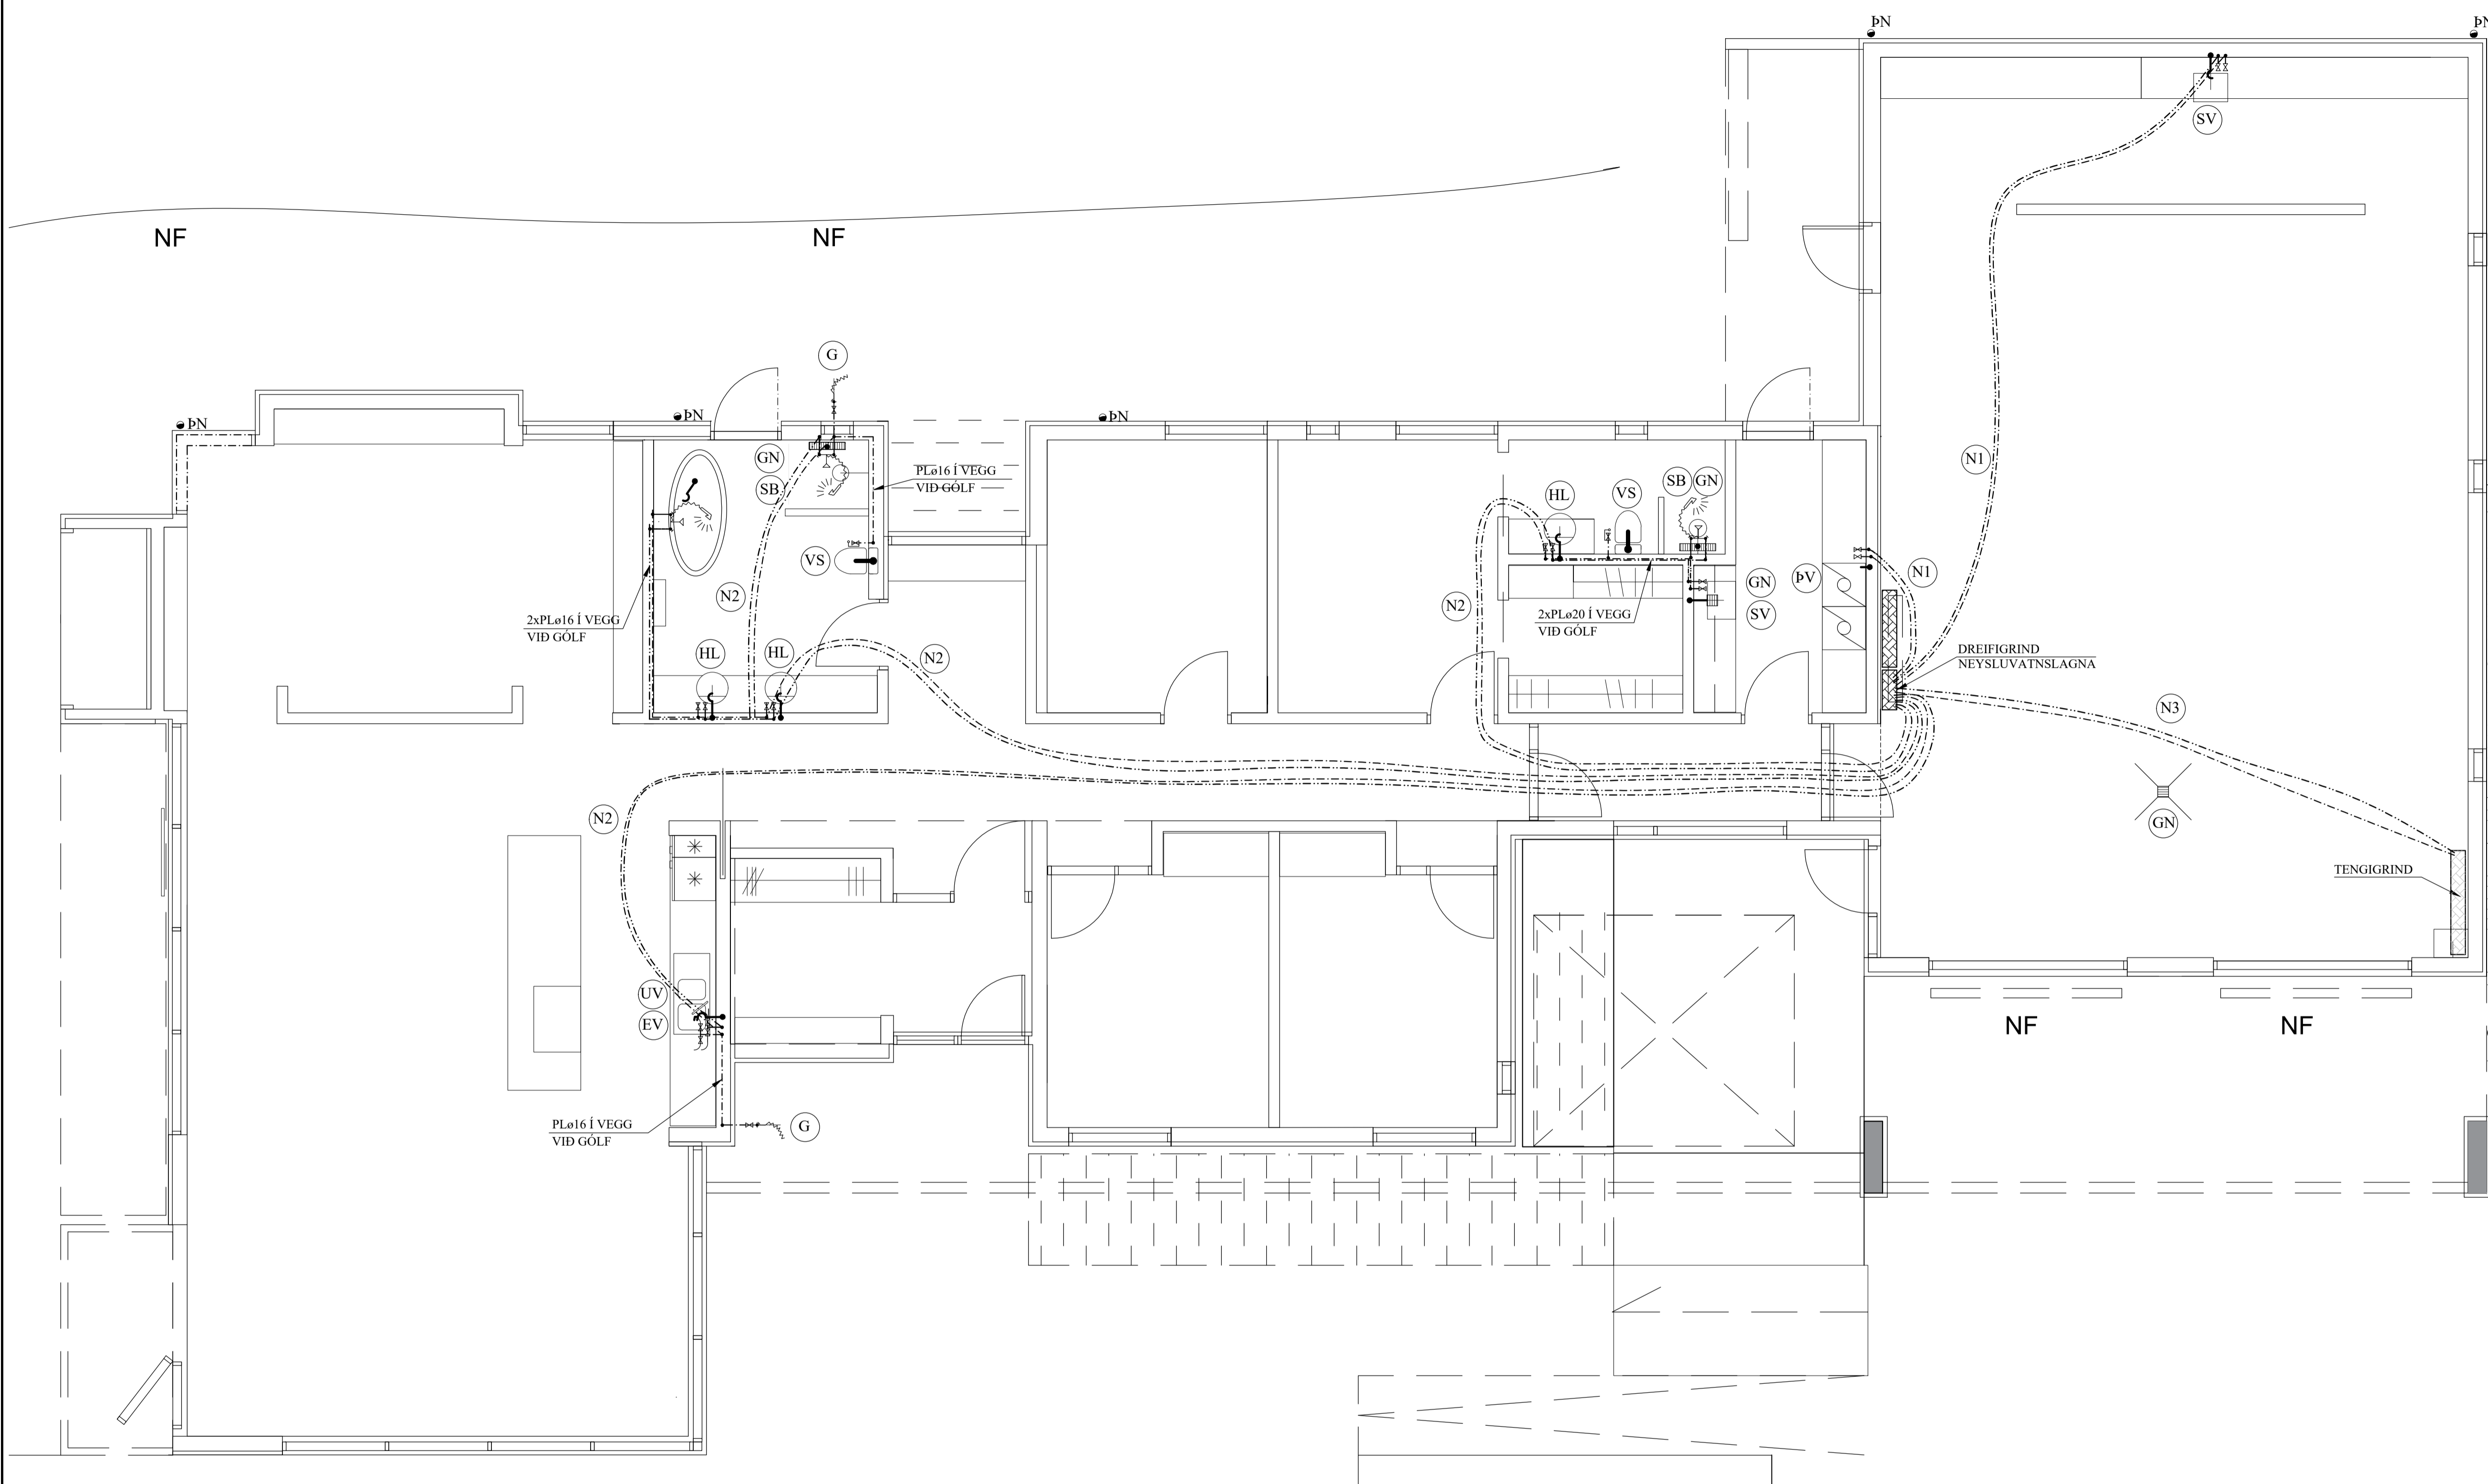 ÞN
ÞN
SV
NF
NF
G
ÞN
ÞN
ÞN
GN
SB
PLø16 Í VEGG
VIÐ GÓLF
N1
HL
VS
SB
GN
VS
N2
N2
GN
SV
ÞV
N1
2xPLø16 Í VEGG
VIÐ GÓLF
2xPLø20 Í VEGG
VIÐ GÓLF
HL
HL
N2
DREIFIGRIND
NEYSLUVATNSLAGNA
N3
N2
GN
TENGIGRIND
UV
EV
NF
NF
PLø16 Í VEGG
VIÐ GÓLF
G